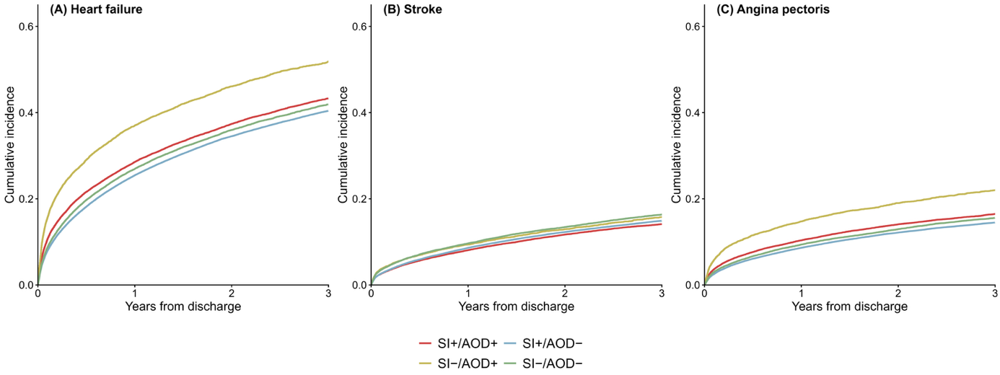 (A) Heart failure
(B) Stroke
(C) Angina pectoris
0.6
0.4
0.2
0.0
Cumulative incidence
0 1 2 3
Years from discharge
0.6
0.4
0.2
0.0
Cumulative incidence
0 1 2 3
Years from discharge
0.6
0.4
0.2
0.0
Cumulative incidence
0 1 2 3
Years from discharge
SI+/AOD+ SI+/AOD−
SI−/AOD+ SI−/AOD−